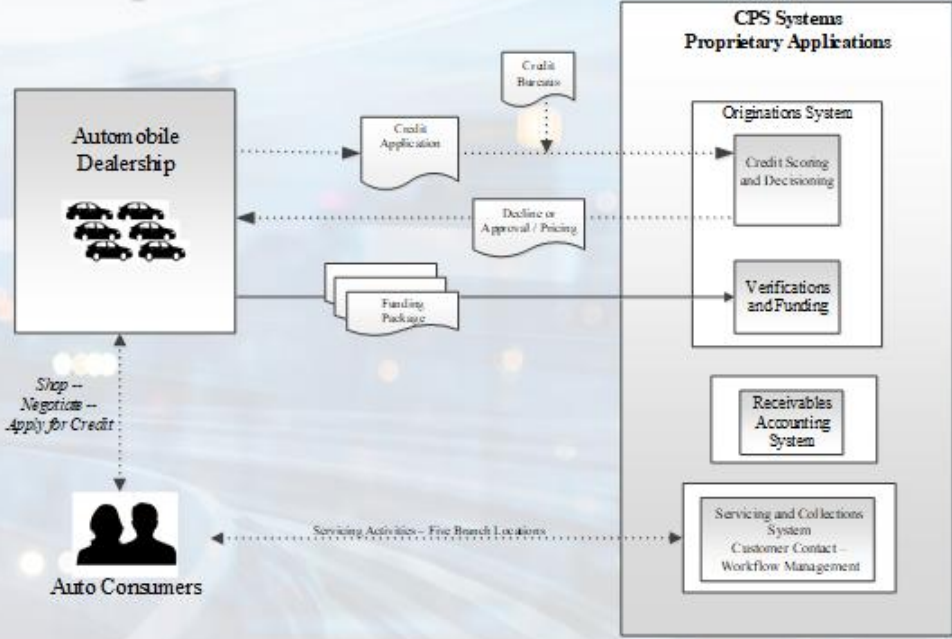 CPS Systems
Proprietary Applications
Credit
Bureaus
Automobile
Dealership
Credit
Application
Originations System
Credit Scoring
and Decisioning
Decline or
Approval / Pricing
Funding
Package
Verifications
and Funding
Shop --
Negotiate --
Apply for Credit
Receivables
Accounting
System
Servicing Activities – Five Branch Locations
Servicing and Collections
System
Customer Contact –
Workflow Management
Auto Consumers